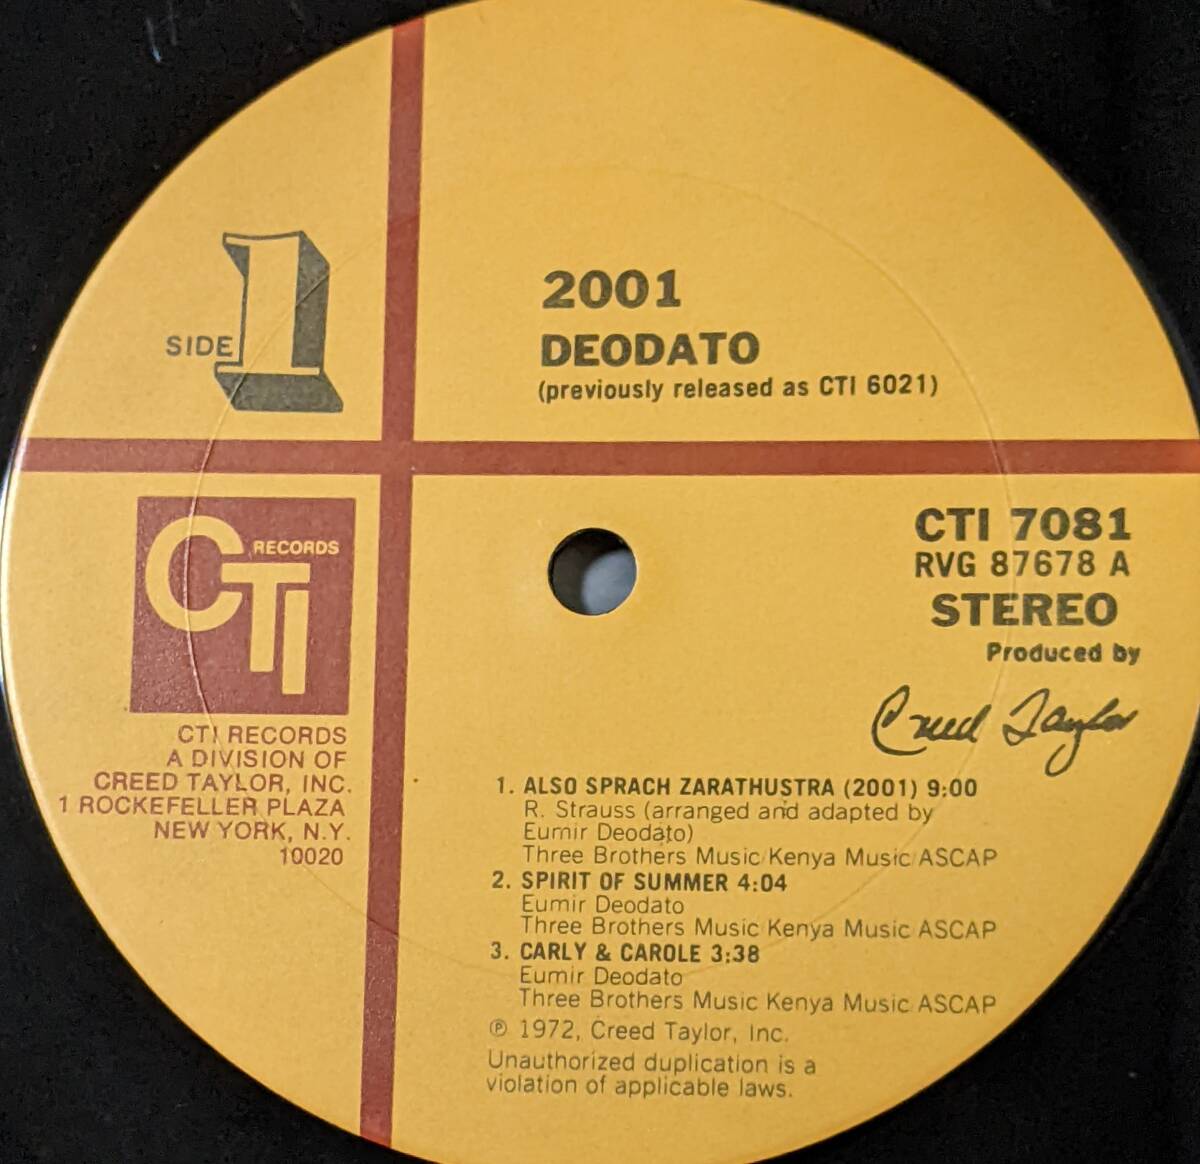 SIDE 1
2001
DEODATO
(previously released as CTI 6021)
CTI RECORDS
CTI RECORDS
A DIVISION OF
CREED TAYLOR, INC.
1 ROCKEFELLER PLAZA
NEW YORK, N.Y.
10020
CTI 7081
RVG 87678 A
STEREO
Produced by
Creed Taylor
1. ALSO SPRACH ZARATHUSTRA (2001) 9:00
R. Strauss (arranged and adapted by
Eumir Deodato)
Three Brothers Music/Kenya Music/ASCAP
2. SPIRIT OF SUMMER 4:04
Eumir Deodato
Three Brothers Music/Kenya Music/ASCAP
3. CARLY & CAROLE 3:38
Eumir Deodato
Three Brothers Music/Kenya Music/ASCAP
℗ 1972, Creed Taylor, Inc.
Unauthorized duplication is a
violation of applicable laws.